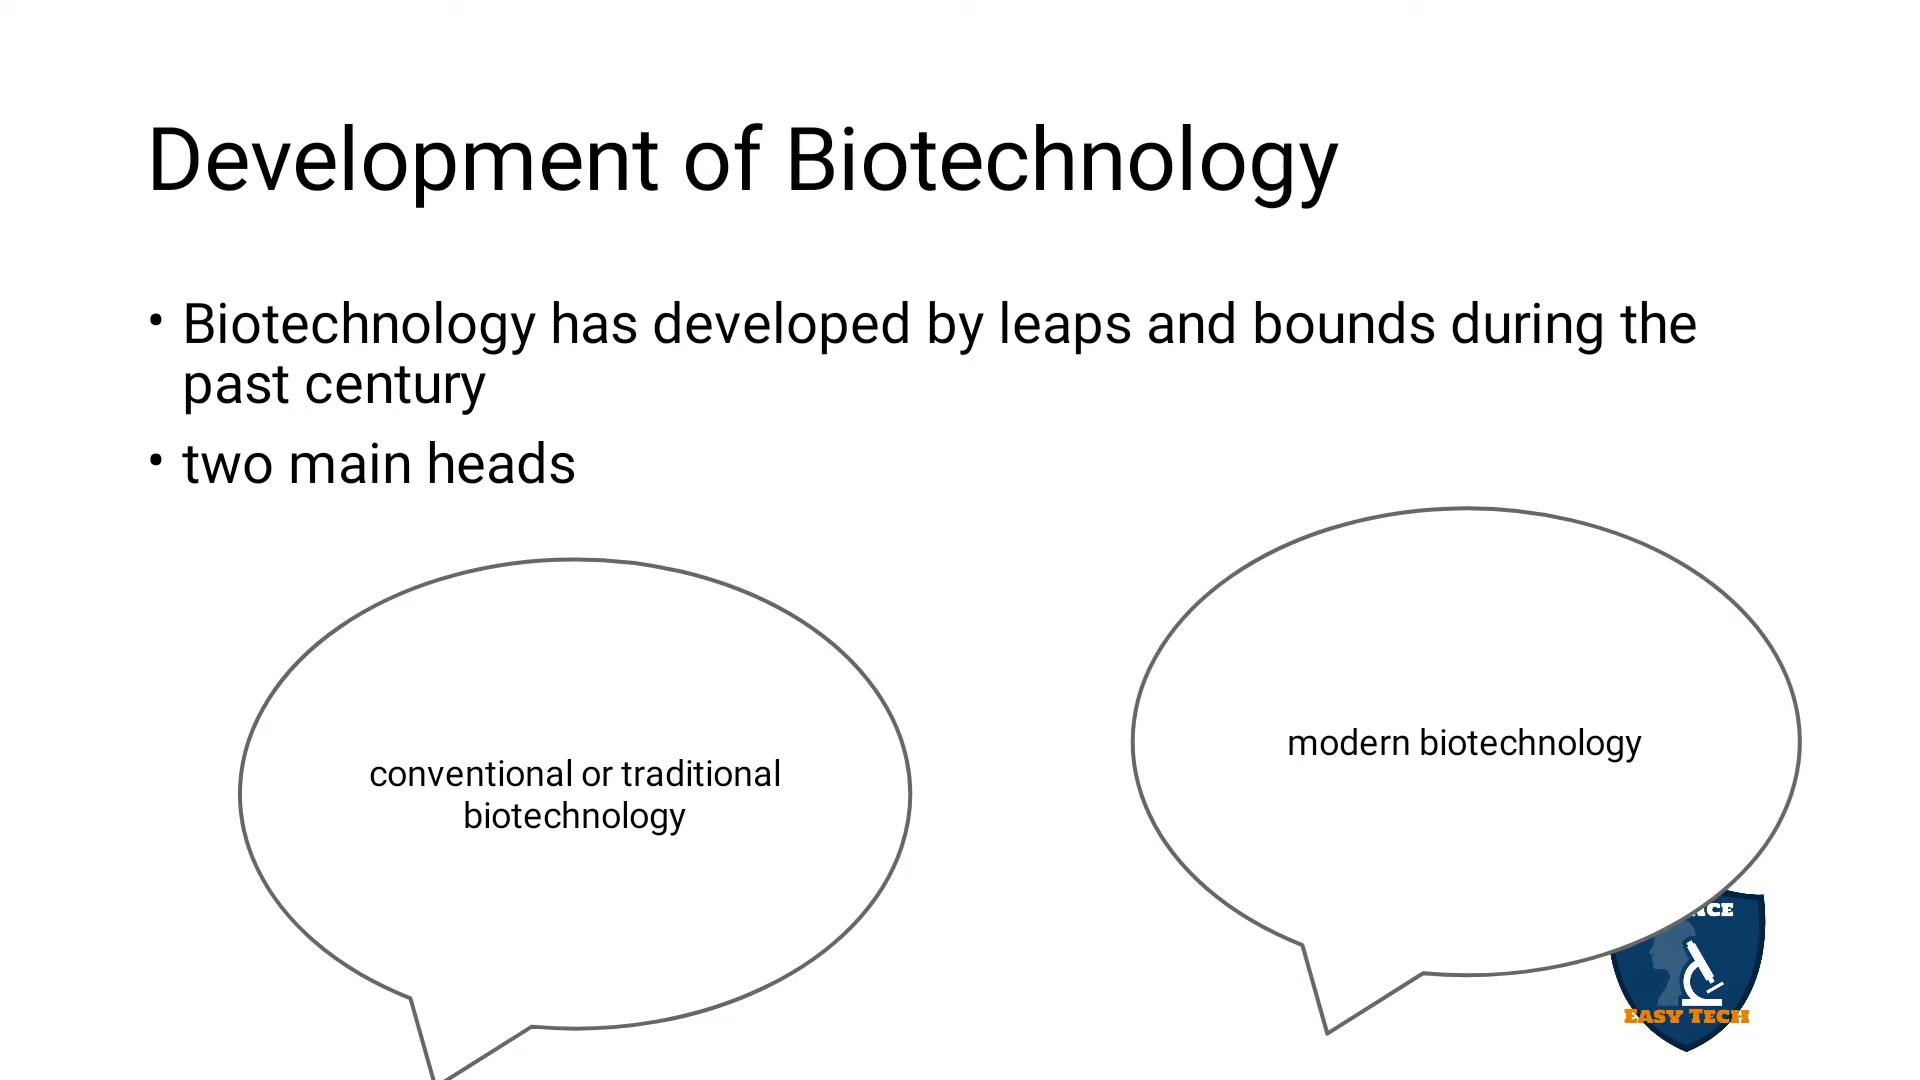 Development of Biotechnology
• Biotechnology has developed by leaps and bounds during the
past century
• two main heads
conventional or traditional
biotechnology
modern biotechnology
EASY TECH